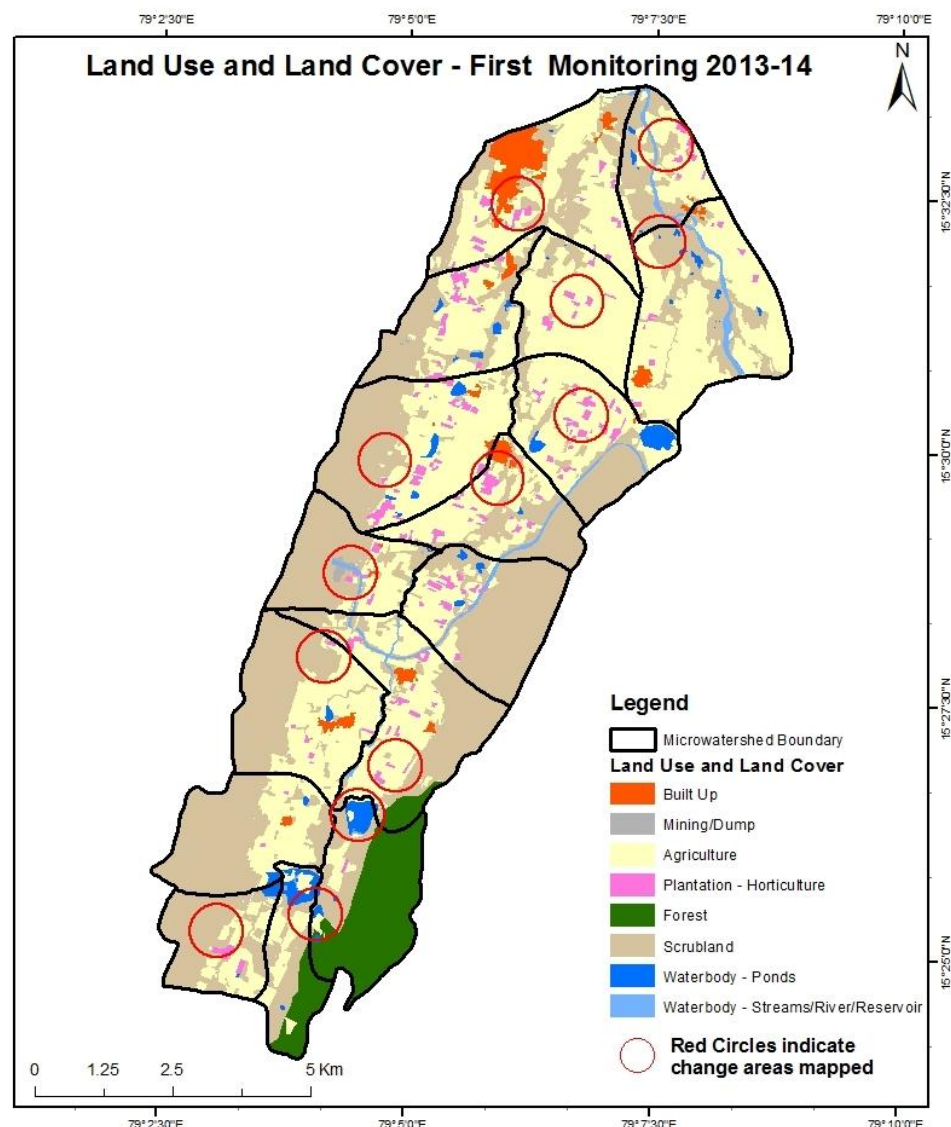 79° 2'30"E 79° 5'0"E 79° 7'30"E 79° 10'0"E
Land Use and Land Cover - First Monitoring 2013-14
N
15°32'30"N
15°30'0"N
15°27'30"N
15°25'0"N
Legend
Microwatershed Boundary
Land Use and Land Cover
Built Up
Mining/Dump
Agriculture
Plantation - Horticulture
Forest
Scrubland
Waterbody - Ponds
Waterbody - Streams/River/Reservoir
Red Circles indicate
change areas mapped
0 1.25 2.5 5 Km
79° 2'30"E 79° 5'0"E 79° 7'30"E 79° 10'0"E